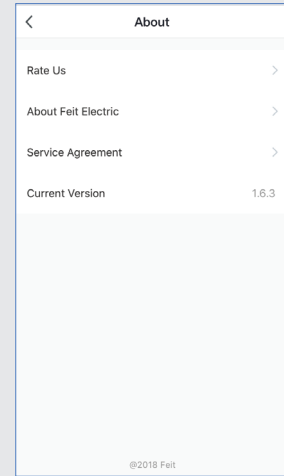 About
Rate Us
About Feit Electric
Service Agreement
Current Version 1.6.3
@2018 Feit